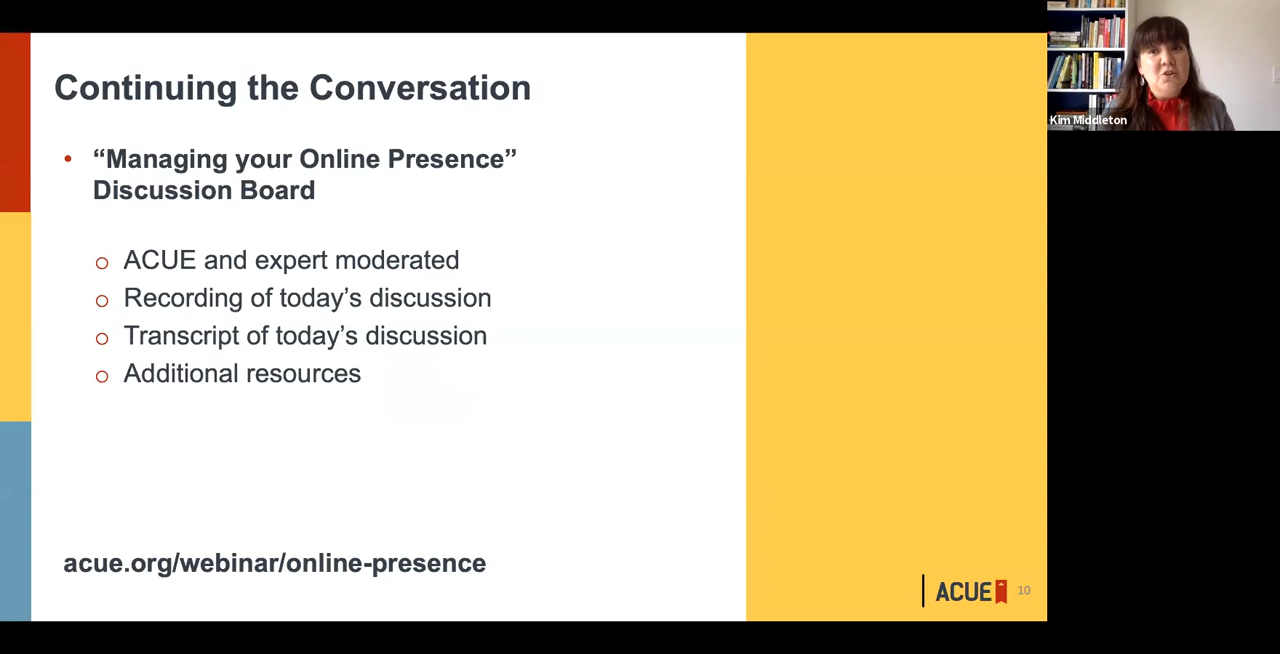 Continuing the Conversation
• “Managing your Online Presence”
Discussion Board
o ACUE and expert moderated
o Recording of today’s discussion
o Transcript of today’s discussion
o Additional resources
acue.org/webinar/online-presence
ACUE 10
Kim Middleton